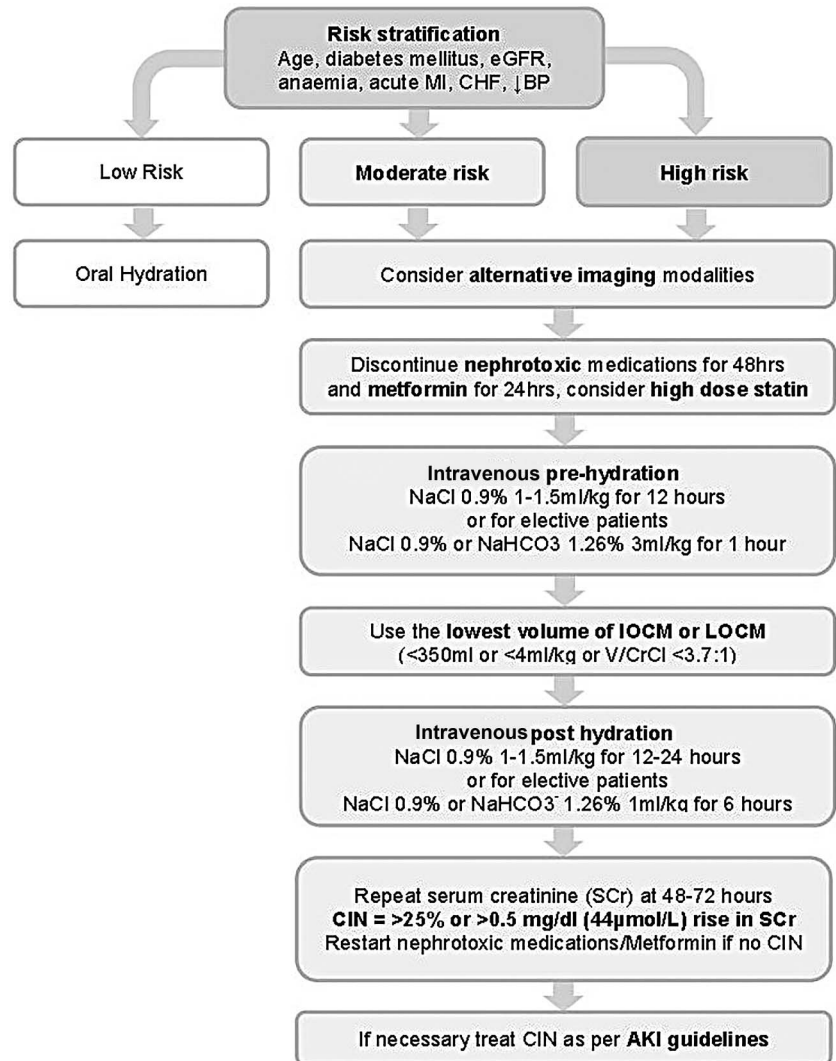 Risk stratification
Age, diabetes mellitus, eGFR,
anaemia, acute MI, CHF, ↓BP
Low Risk
Moderate risk
High risk
Oral Hydration
Consider alternative imaging modalities
Discontinue nephrotoxic medications for 48hrs
and metformin for 24hrs, consider high dose statin
Intravenous pre-hydration
NaCl 0.9% 1-1.5ml/kg for 12 hours
or for elective patients
NaCl 0.9% or NaHCO3 1.26% 3ml/kg for 1 hour
Use the lowest volume of IOCM or LOCM
(<350ml or <4ml/kg or V/CrCl <3.7:1)
Intravenous post hydration
NaCl 0.9% 1-1.5ml/kg for 12-24 hours
or for elective patients
NaCl 0.9% or NaHCO3⁻ 1.26% 1ml/kg for 6 hours
Repeat serum creatinine (SCr) at 48-72 hours
CIN = >25% or >0.5 mg/dl (44µmol/L) rise in SCr
Restart nephrotoxic medications/Metformin if no CIN
If necessary treat CIN as per AKI guidelines